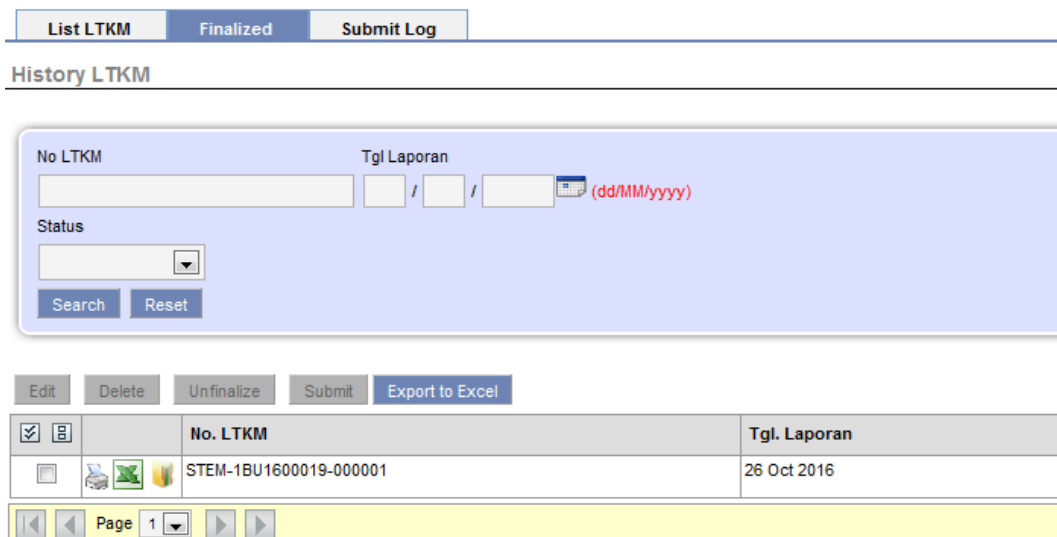 List LTKM Finalized Submit Log
History LTKM
No LTKM Tgl Laporan
/ / (dd/MM/yyyy)
Status
Search Reset
Edit Delete Unfinalize Submit Export to Excel
No. LTKM Tgl. Laporan
STEM-1BU1600019-000001 26 Oct 2016
Page 1